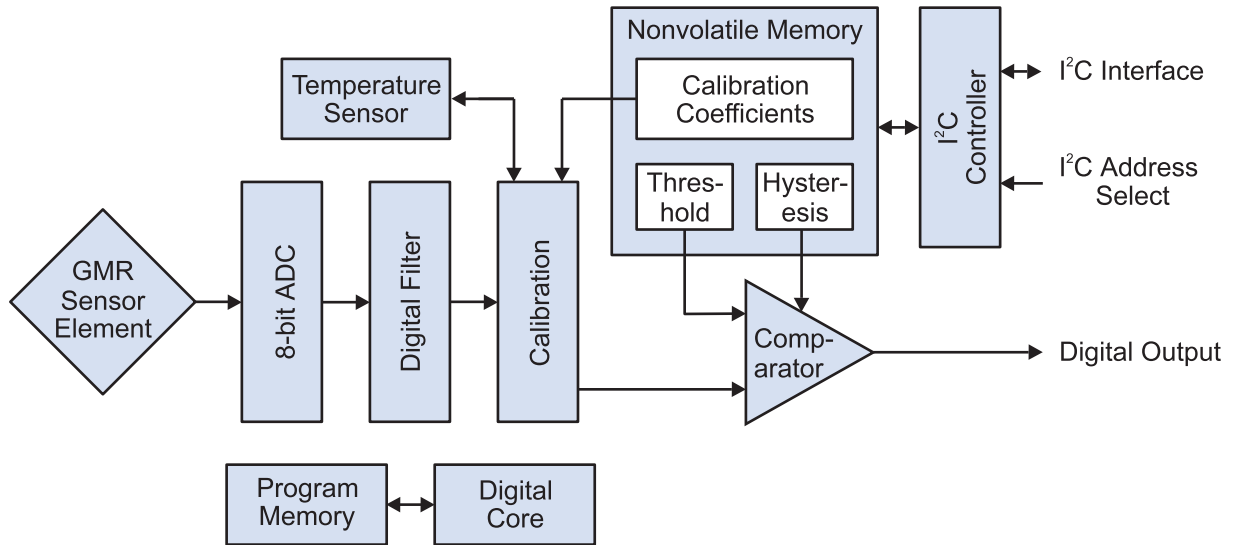 Nonvolatile Memory
Temperature
Sensor
Calibration
Coefficients
I²C
Controller
I²C Interface
I²C Address
Select
Thres-
hold
Hyster-
esis
GMR
Sensor
Element
8-bit ADC
Digital Filter
Calibration
Comp-
arator
Digital Output
Program
Memory
Digital
Core